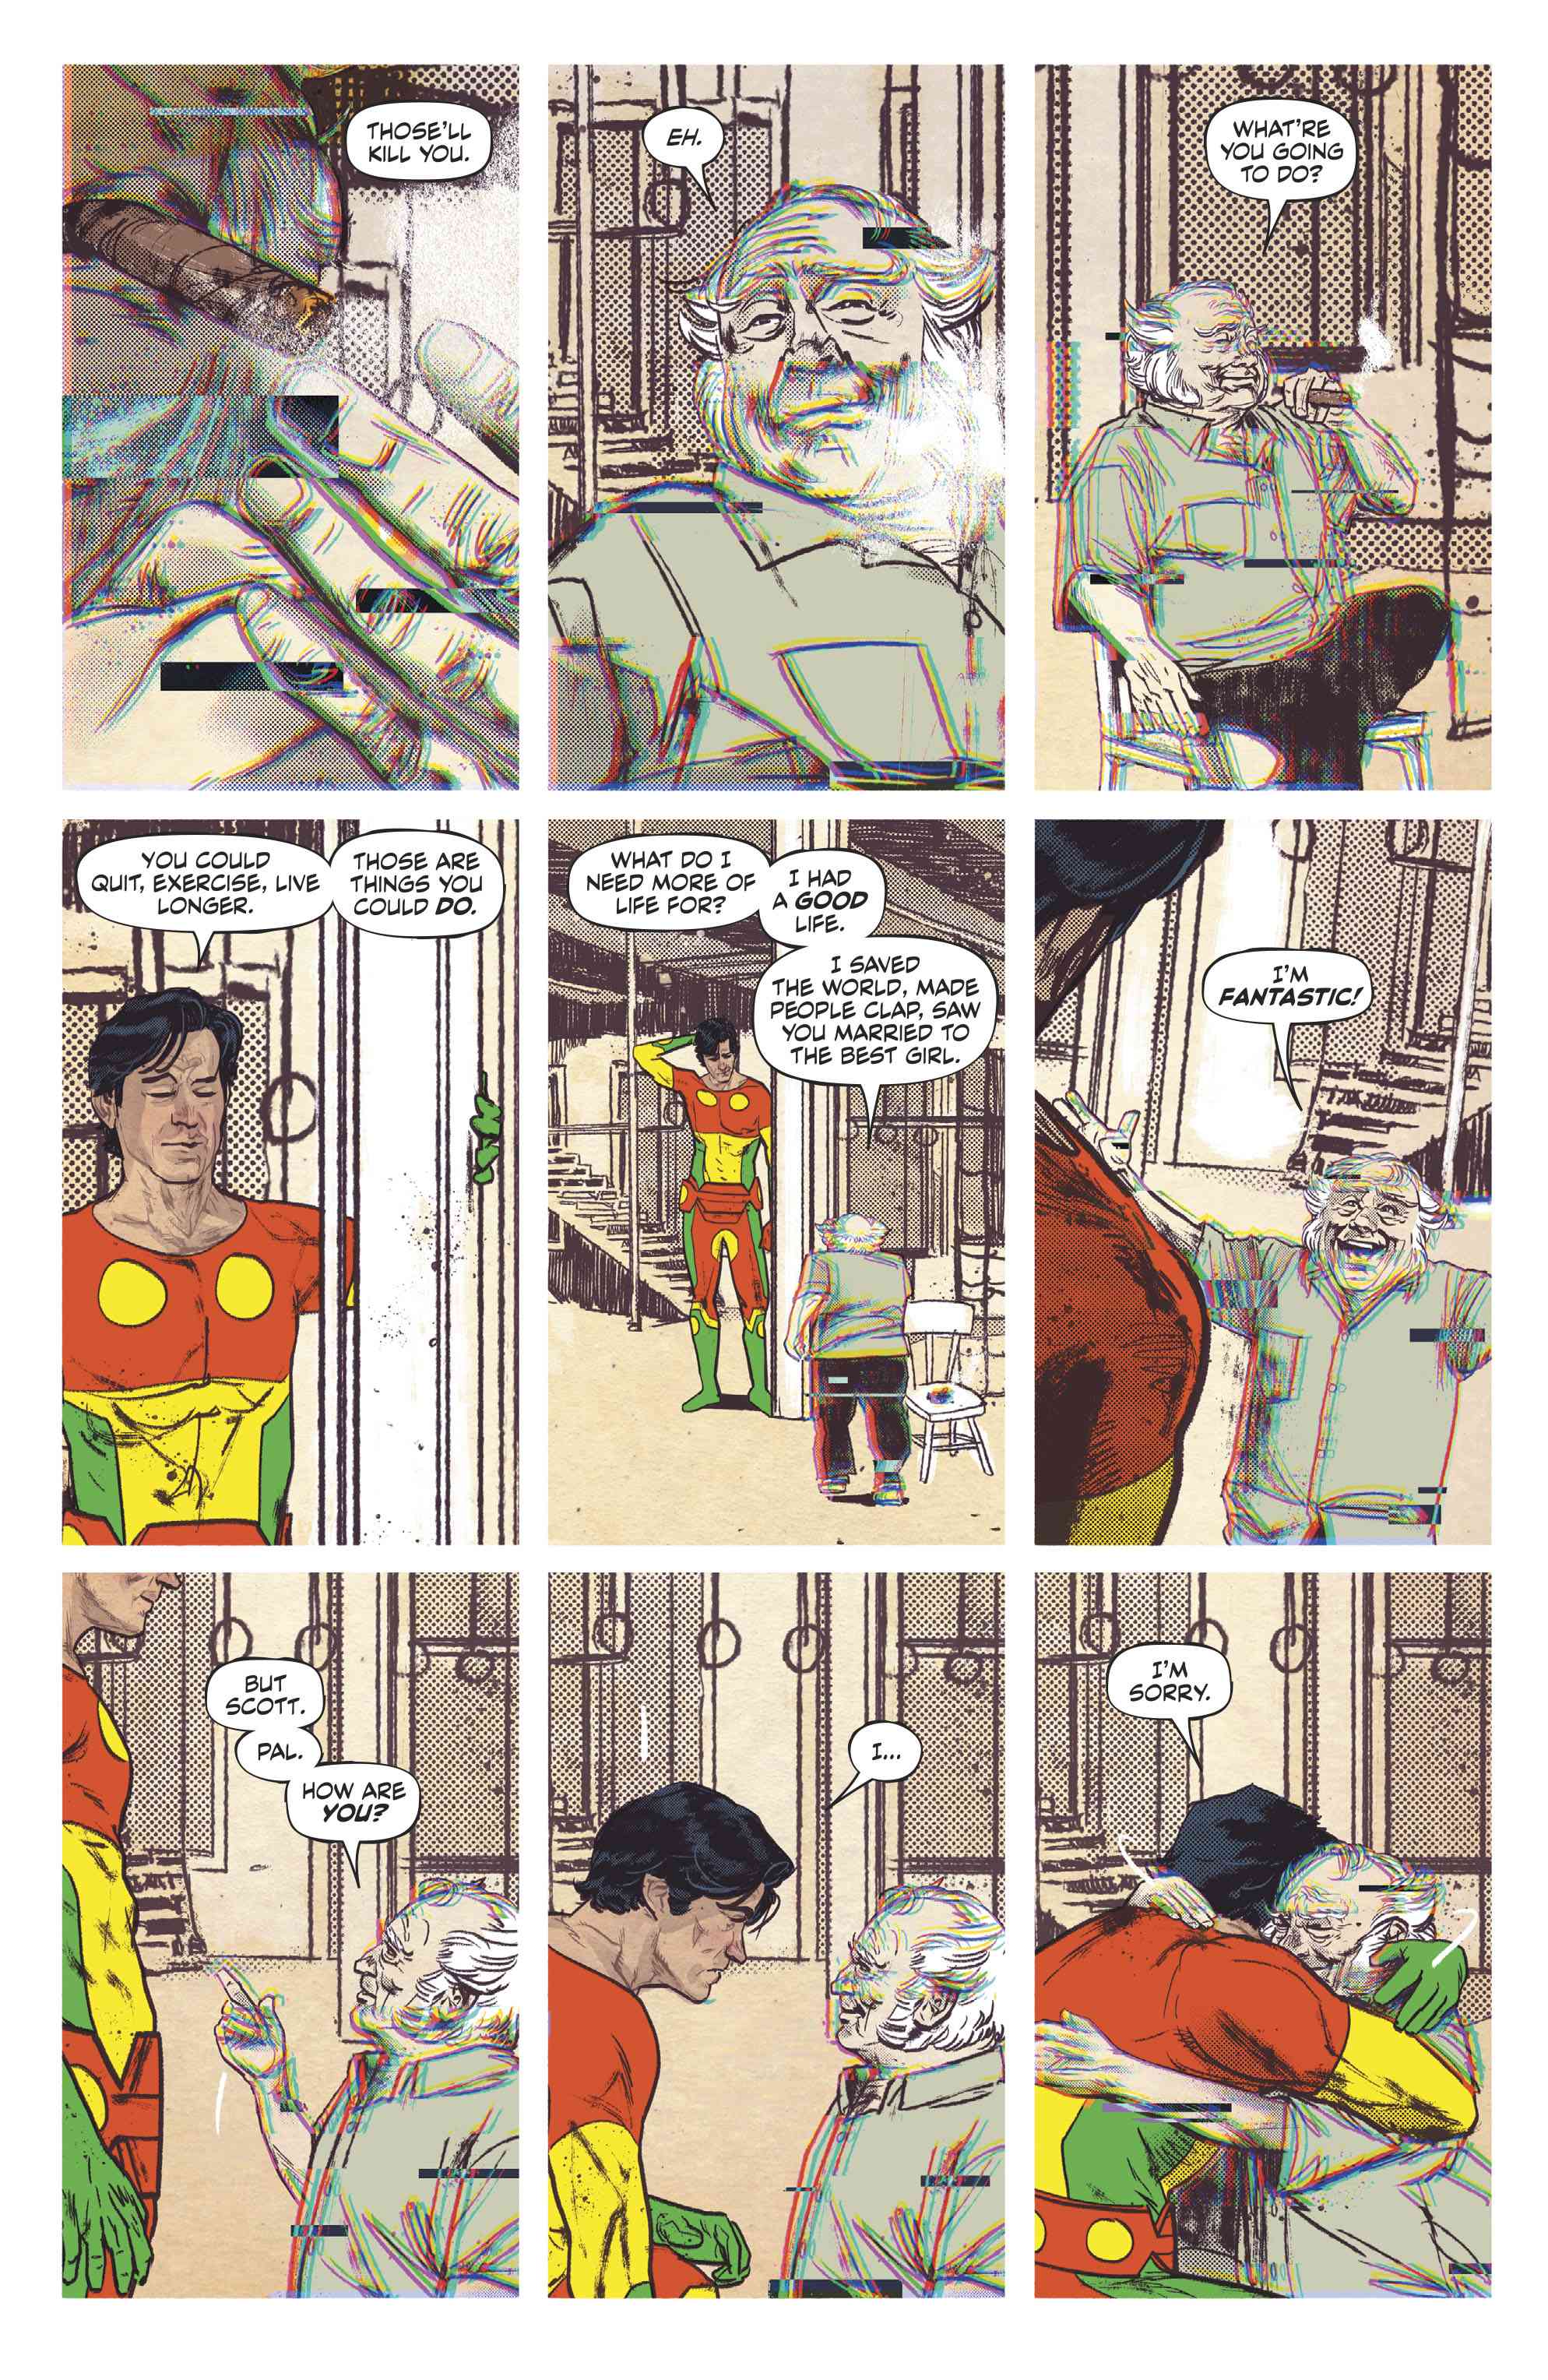 THOSE'LL
KILL YOU.
EH.
WHAT'RE
YOU GOING
TO DO?
YOU COULD
QUIT, EXERCISE, LIVE
LONGER.
THOSE ARE
THINGS YOU
COULD DO.
WHAT DO I
NEED MORE OF
LIFE FOR?
I HAD
A GOOD
LIFE.
I SAVED
THE WORLD, MADE
PEOPLE CLAP, SAW
YOU MARRIED TO
THE BEST GIRL.
I'M
FANTASTIC!
BUT
SCOTT.
PAL.
HOW ARE
YOU?
I...
I'M
SORRY.